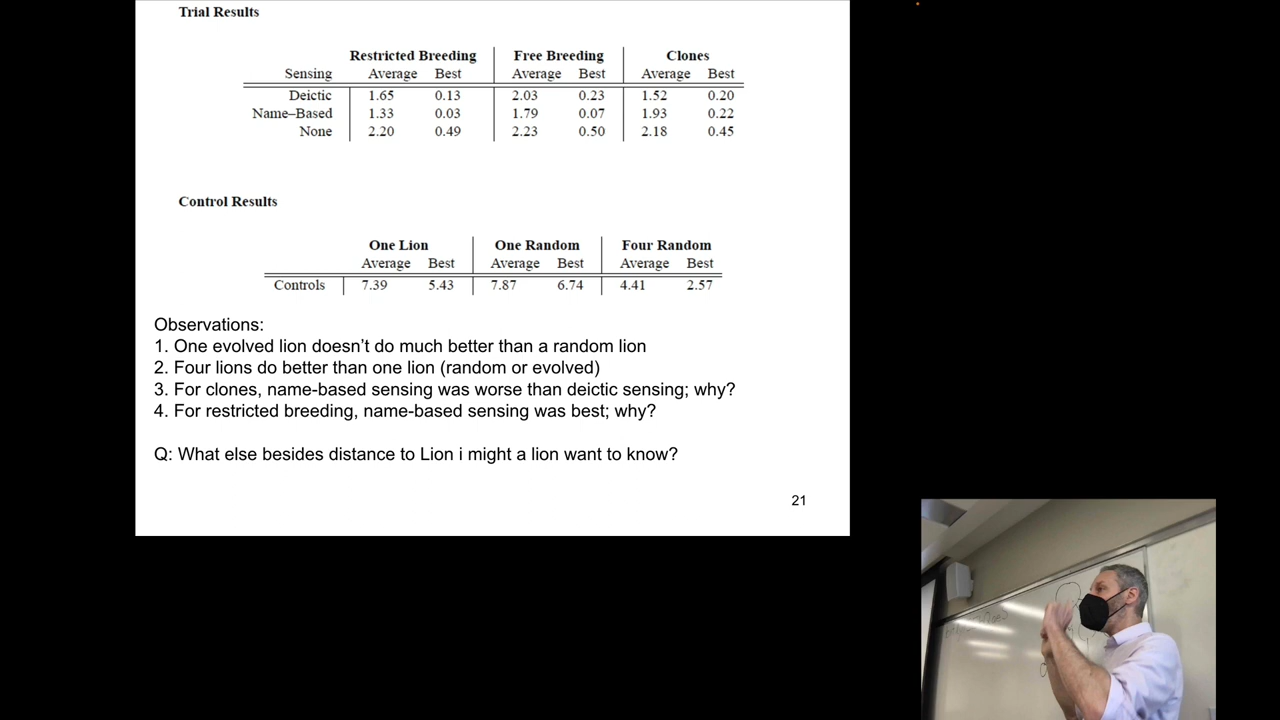 Trial Results
Restricted Breeding Free Breeding Clones
Sensing Average Best Average Best Average Best
Deictic 1.65 0.13 2.03 0.23 1.52 0.20
Name–Based 1.33 0.03 1.79 0.07 1.93 0.22
None 2.20 0.49 2.23 0.50 2.18 0.45
Control Results
One Lion One Random Four Random
Average Best Average Best Average Best
Controls 7.39 5.43 7.87 6.74 4.41 2.57
Observations:
1. One evolved lion doesn’t do much better than a random lion
2. Four lions do better than one lion (random or evolved)
3. For clones, name-based sensing was worse than deictic sensing; why?
4. For restricted breeding, name-based sensing was best; why?
Q: What else besides distance to Lion i might a lion want to know?
21